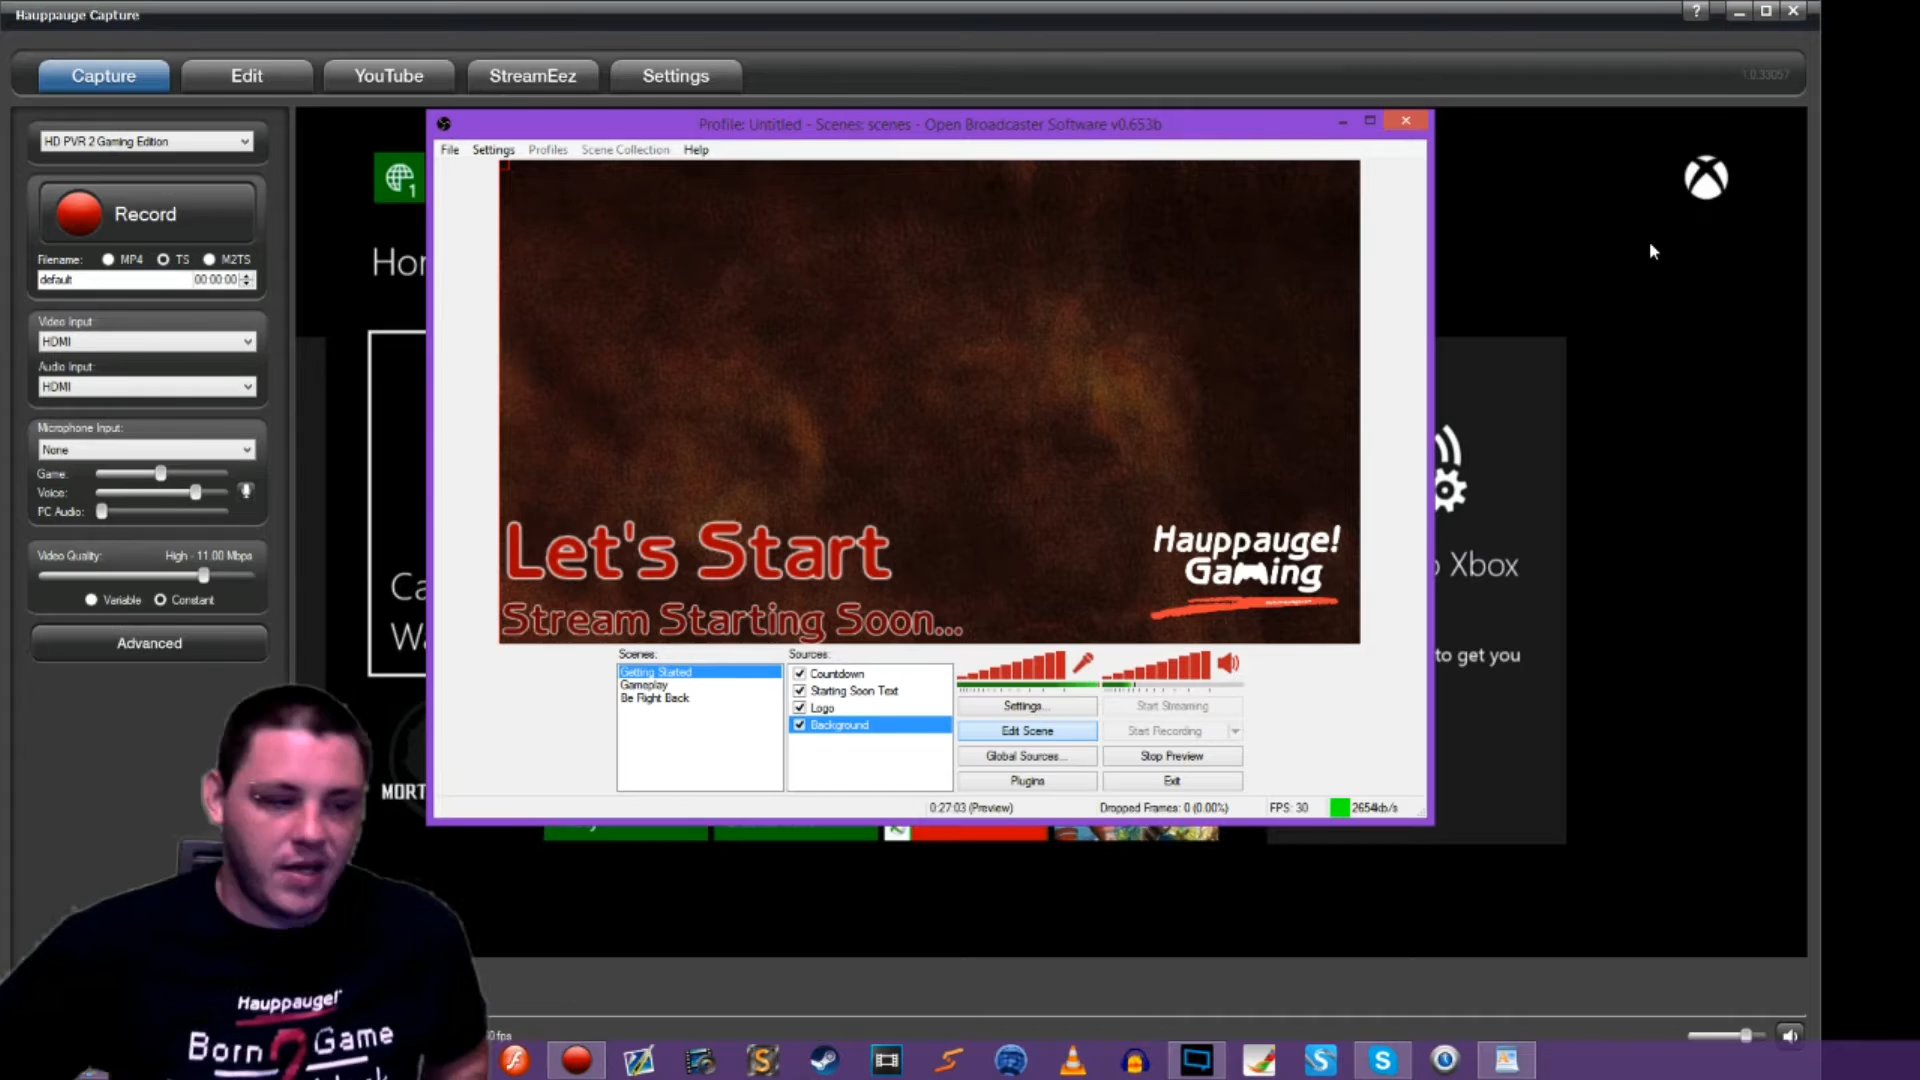 Hauppauge Capture
Capture
Edit
YouTube
StreamEez
Settings
1.0.33057
HD PVR 2 Gaming Edition
Record
Filename: MP4 TS M2TS
default 00:00:00
Video Input:
HDMI
Audio Input:
HDMI
Microphone Input:
None
Game:
Voice:
PC Audio:
Video Quality: High - 11.00 Mbps
Variable Constant
Advanced
Profile: Untitled - Scenes: scenes - Open Broadcaster Software v0.653b
File Settings Profiles Scene Collection Help
1
Let's Start
Stream Starting Soon...
Hauppauge!
Gaming
Scenes:
Getting Started
Gameplay
Be Right Back
Sources:
Countdown
Starting Soon Text
Logo
Background
Settings...
Start Streaming
Edit Scene
Start Recording
Global Sources...
Stop Preview
Plugins
Exit
0:27:03 (Preview)
Dropped Frames: 0 (0.00%)
FPS: 30
2654kb/s
Xbox
to get you
MORT
Hauppauge!
Born 2 Game